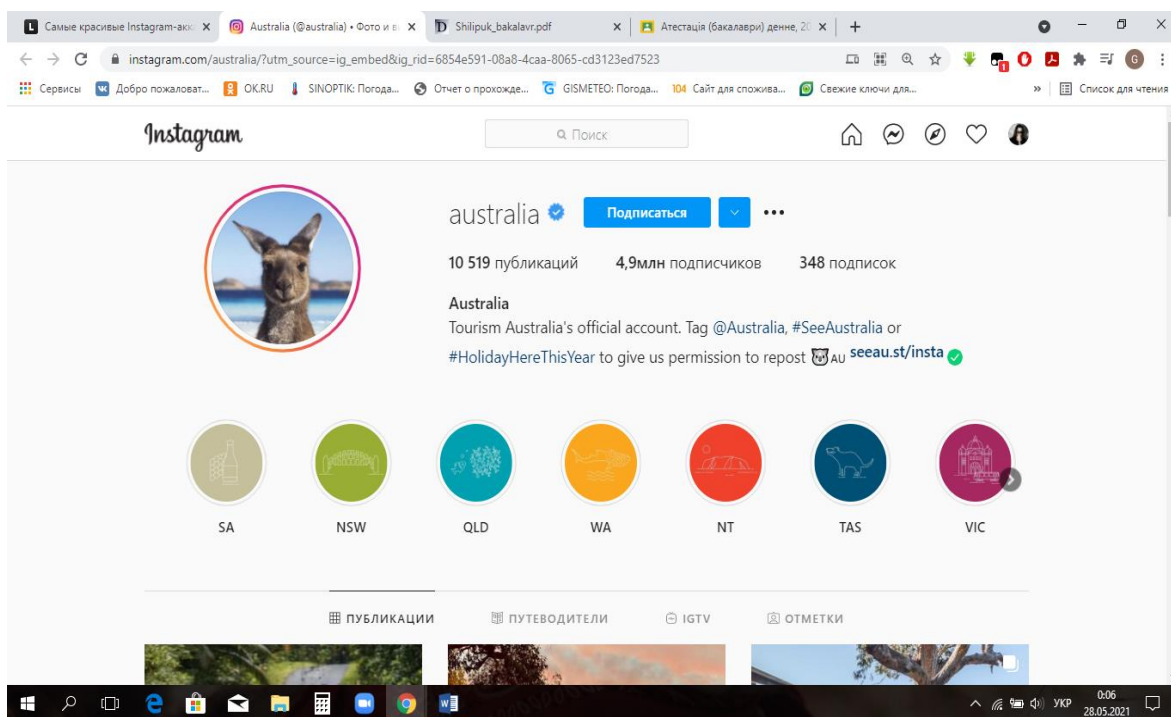 Самые красивые Instagram-акк
Australia (@australia) • Фото и в
Shilipuk_bakalavr.pdf
Атестація (бакалаври) денне, 20
instagram.com/australia/?utm_source=ig_embed&ig_rid=6854e591-08a8-4caa-8065-cd3123ed7523
Сервисы
Добро пожаловат...
OK.RU
SINOPTIK: Погода...
Отчет о прохожде...
GISMETEO: Погода...
104 Сайт для спожива...
Свежие ключи для...
»
Список для чтения
Instagram
Поиск
australia
Подписаться
10 519 публикаций 4,9млн подписчиков 348 подписок
Australia
Tourism Australia's official account. Tag @Australia, #SeeAustralia or
#HolidayHereThisYear to give us permission to repost 🐨 AU seeau.st/insta
SA NSW QLD WA NT TAS VIC
ПУБЛИКАЦИИ ПУТЕВОДИТЕЛИ IGTV ОТМЕТКИ
УКР
0:06
28.05.2021